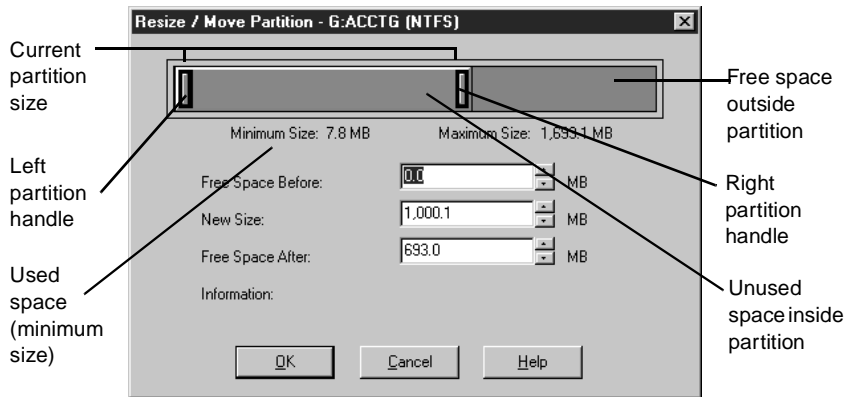 Resize / Move Partition - G:ACCTG (NTFS)
Current
partition
size
Left
partition
handle
Used
space
(minimum
size)
Minimum Size: 7.8 MB
Maximum Size: 1,693.1 MB
Free Space Before:
0.0
MB
New Size:
1,000.1
MB
Free Space After:
693.0
MB
Information:
OK
Cancel
Help
Free space
outside
partition
Right
partition
handle
Unused
space inside
partition